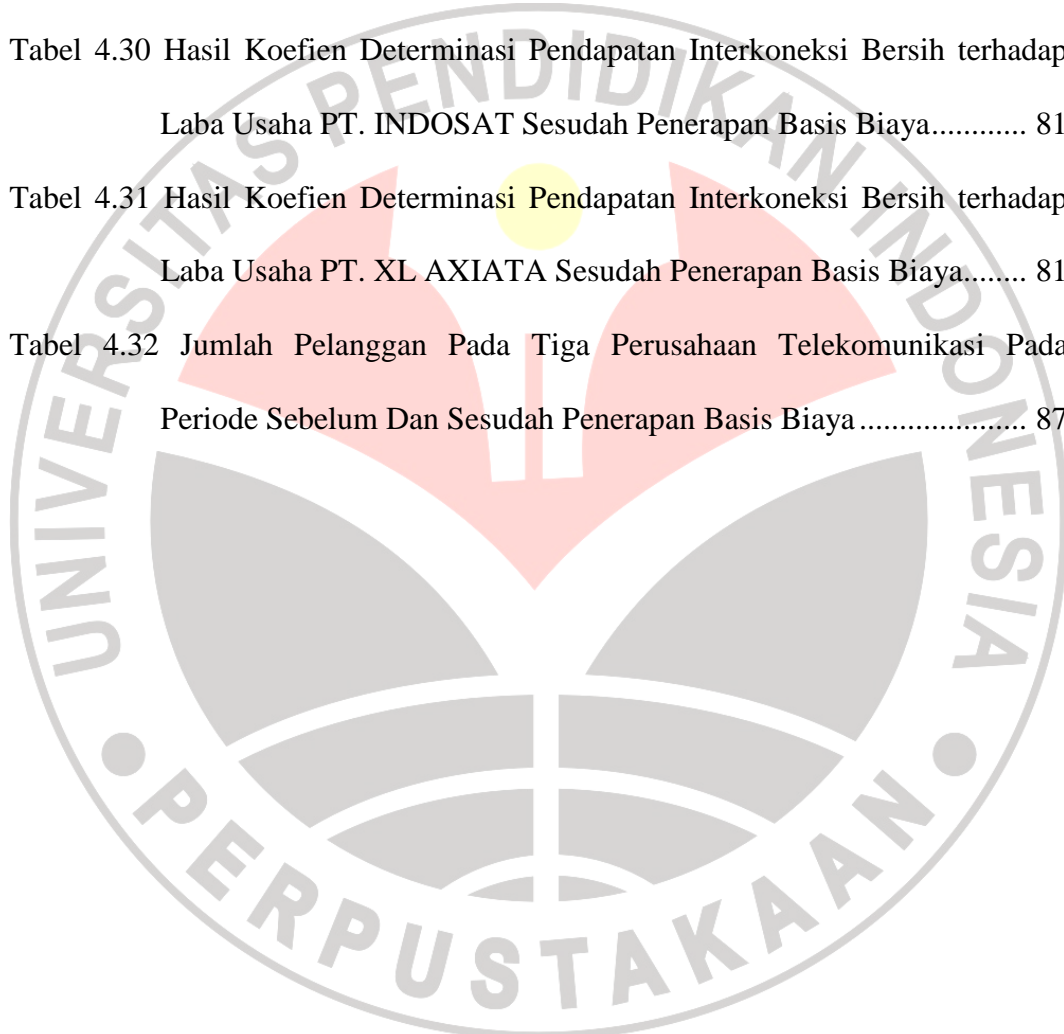 Tabel 4.30 Hasil Koefien Determinasi Pendapatan Interkoneksi Bersih terhadap
Laba Usaha PT. INDOSAT Sesudah Penerapan Basis Biaya............ 81
Tabel 4.31 Hasil Koefien Determinasi Pendapatan Interkoneksi Bersih terhadap
Laba Usaha PT. XL AXIATA Sesudah Penerapan Basis Biaya........ 81
Tabel 4.32 Jumlah Pelanggan Pada Tiga Perusahaan Telekomunikasi Pada
Periode Sebelum Dan Sesudah Penerapan Basis Biaya..................... 87
UNIVERSITAS PENDIDIKAN INDONESIA
PERPUSTAKAAN